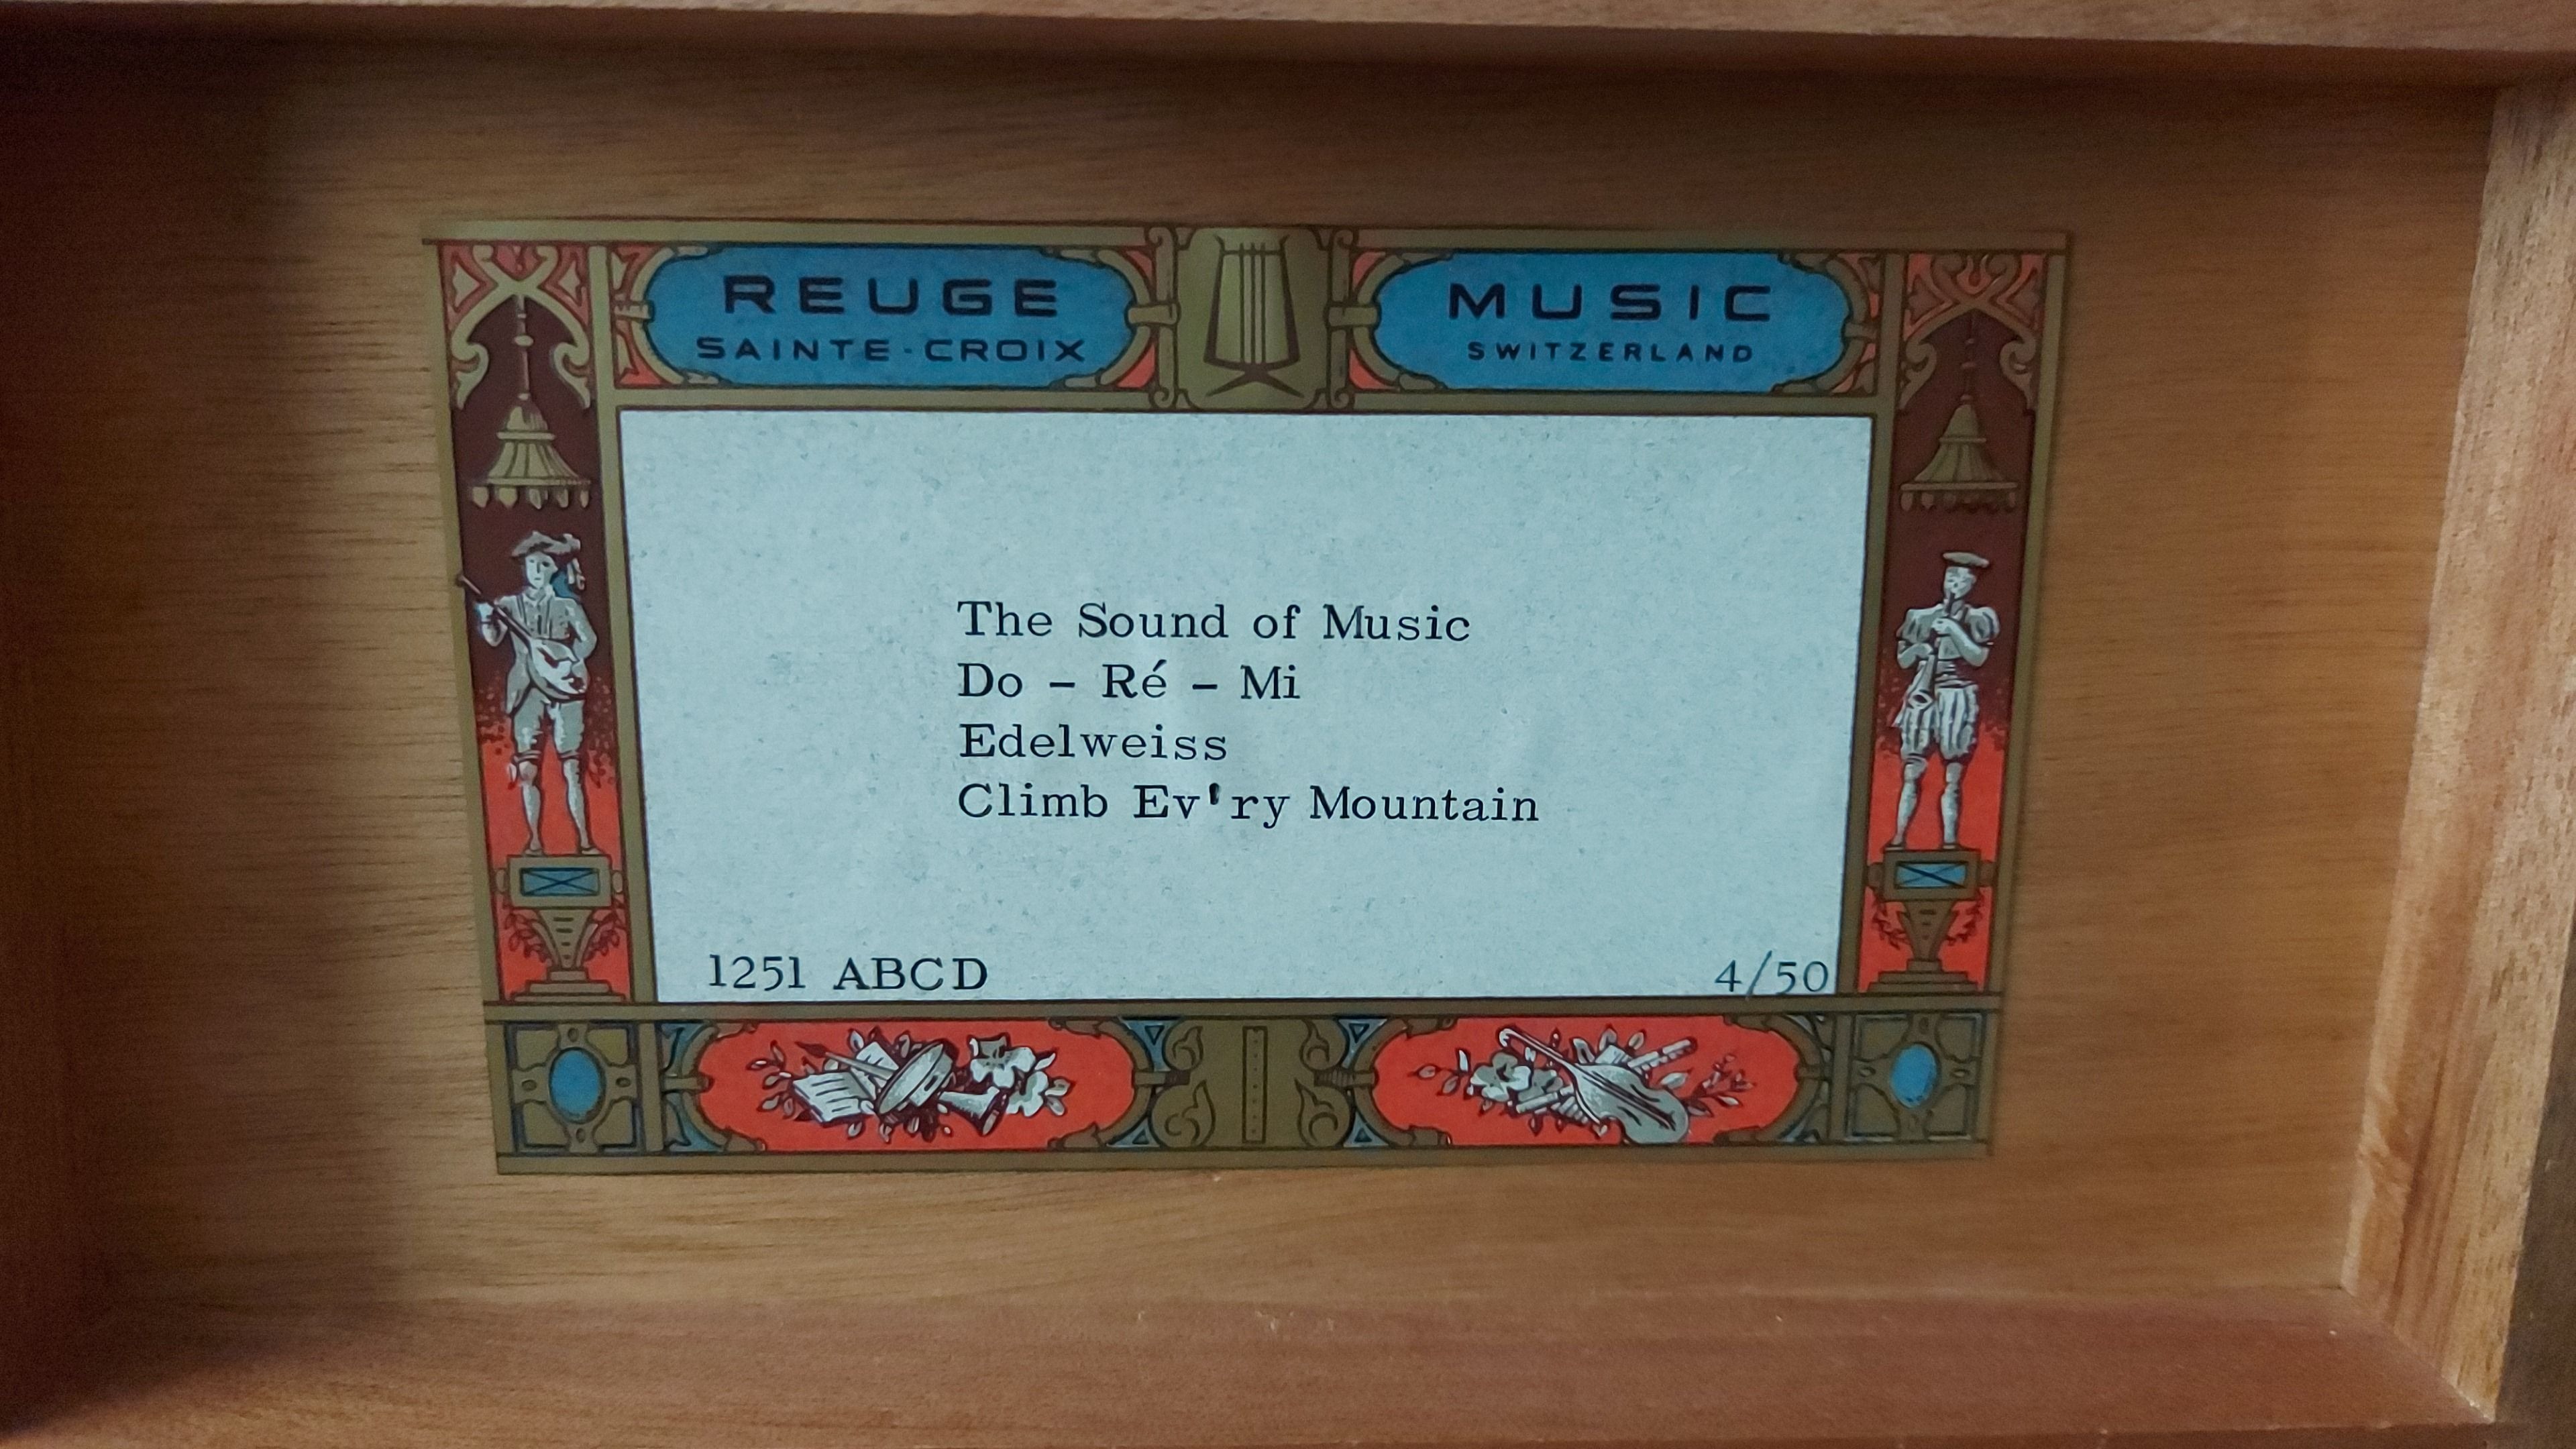 REUGE
SAINTE-CROIX
MUSIC
SWITZERLAND
The Sound of Music
Do - Ré - Mi
Edelweiss
Climb Ev'ry Mountain
1251 ABCD
4/50